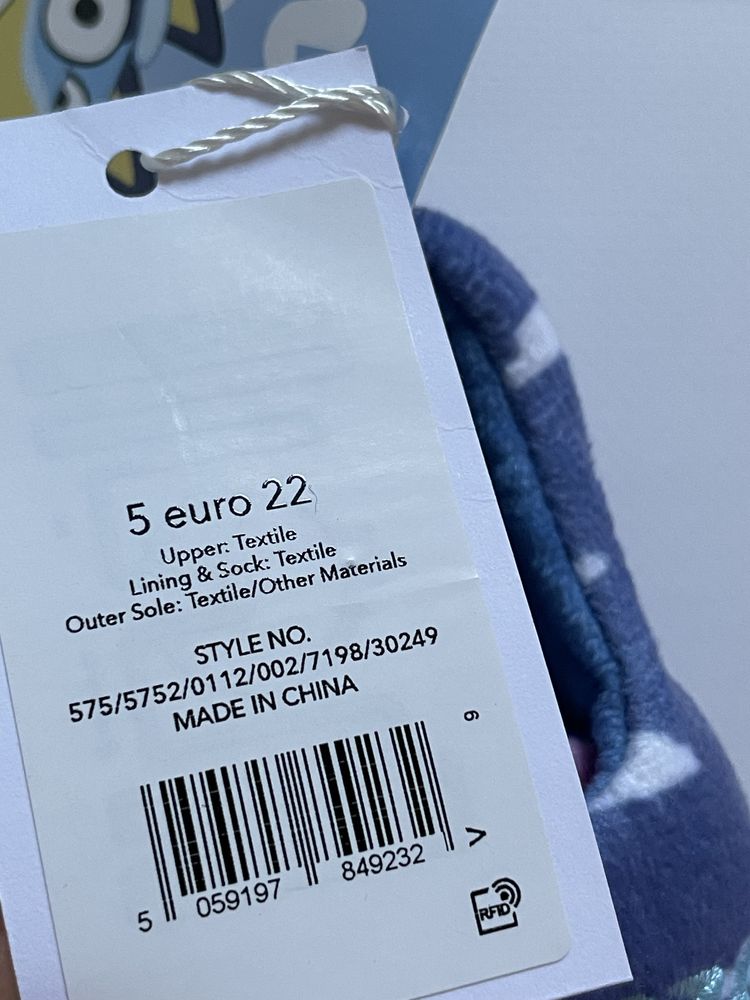 5 euro 22
Upper: Textile
Lining & Sock: Textile
Outer Sole: Textile/Other Materials
STYLE NO.
575/5752/0112/002/7198/30249
MADE IN CHINA
9
5 059197 849232 >
RFID